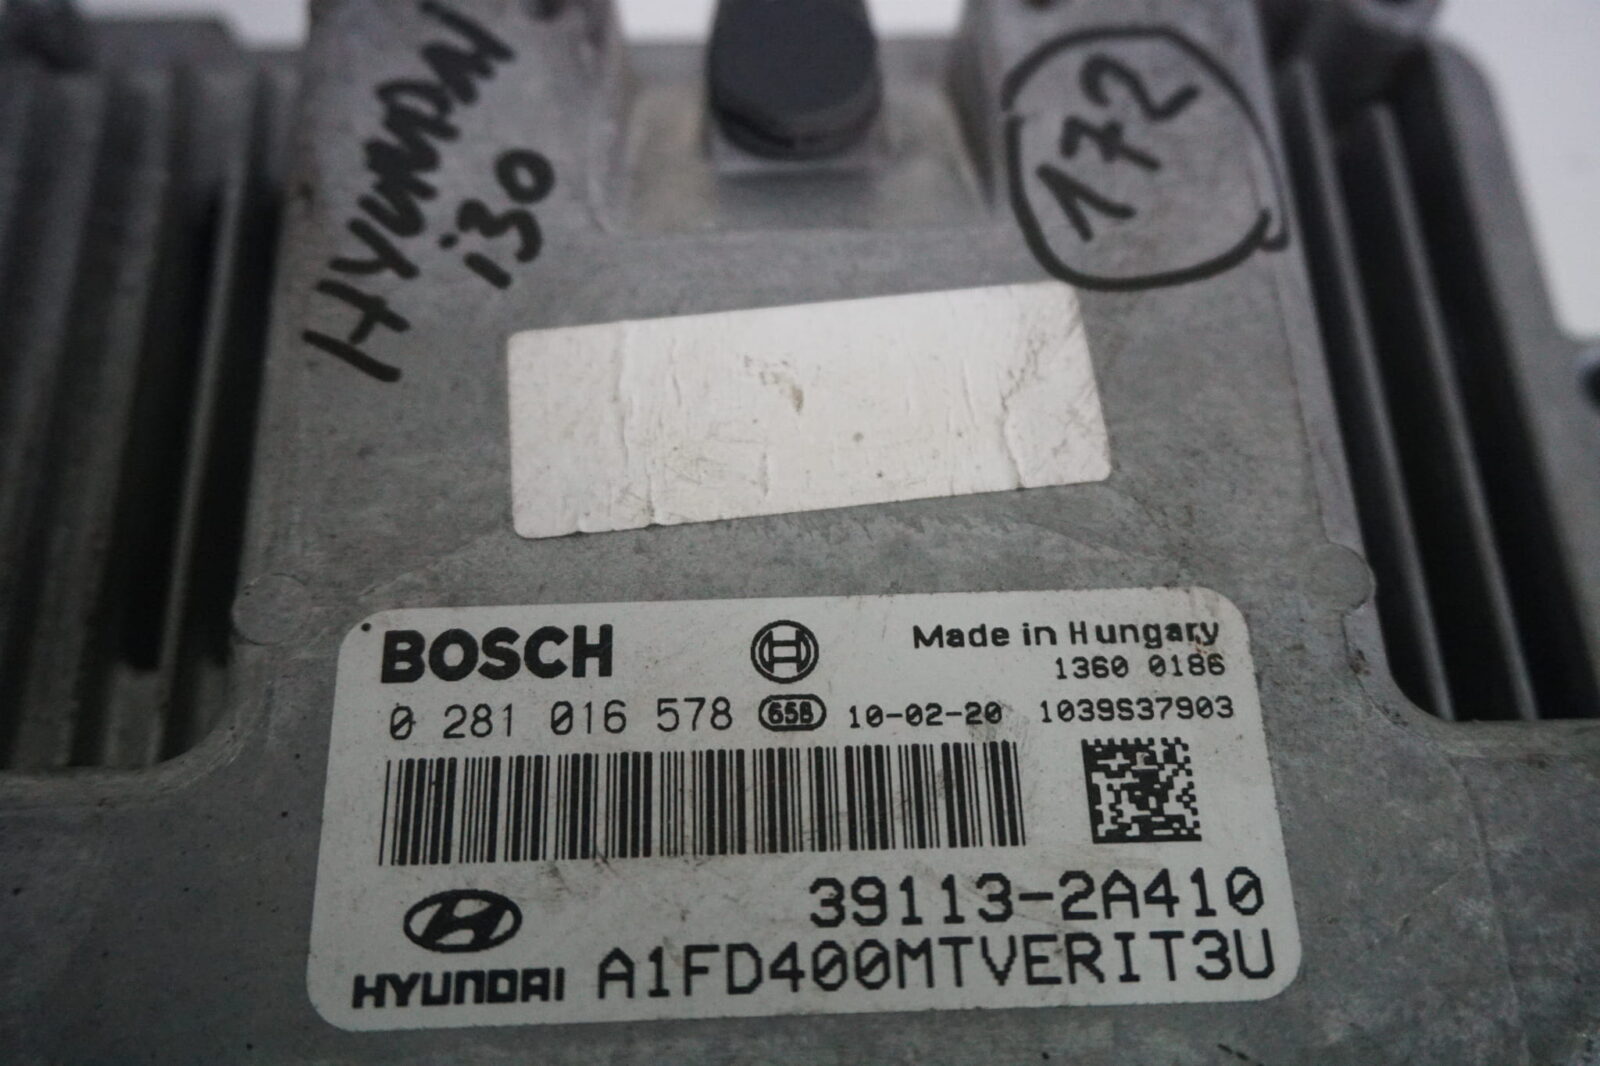 HYUNDAI
i30
172
BOSCH
Made in Hungary
1360 0186
0 281 016 578 658 10-02-20 1039S37903
39113-2A410
HYUNDAI A1FD400MTVERIT3U